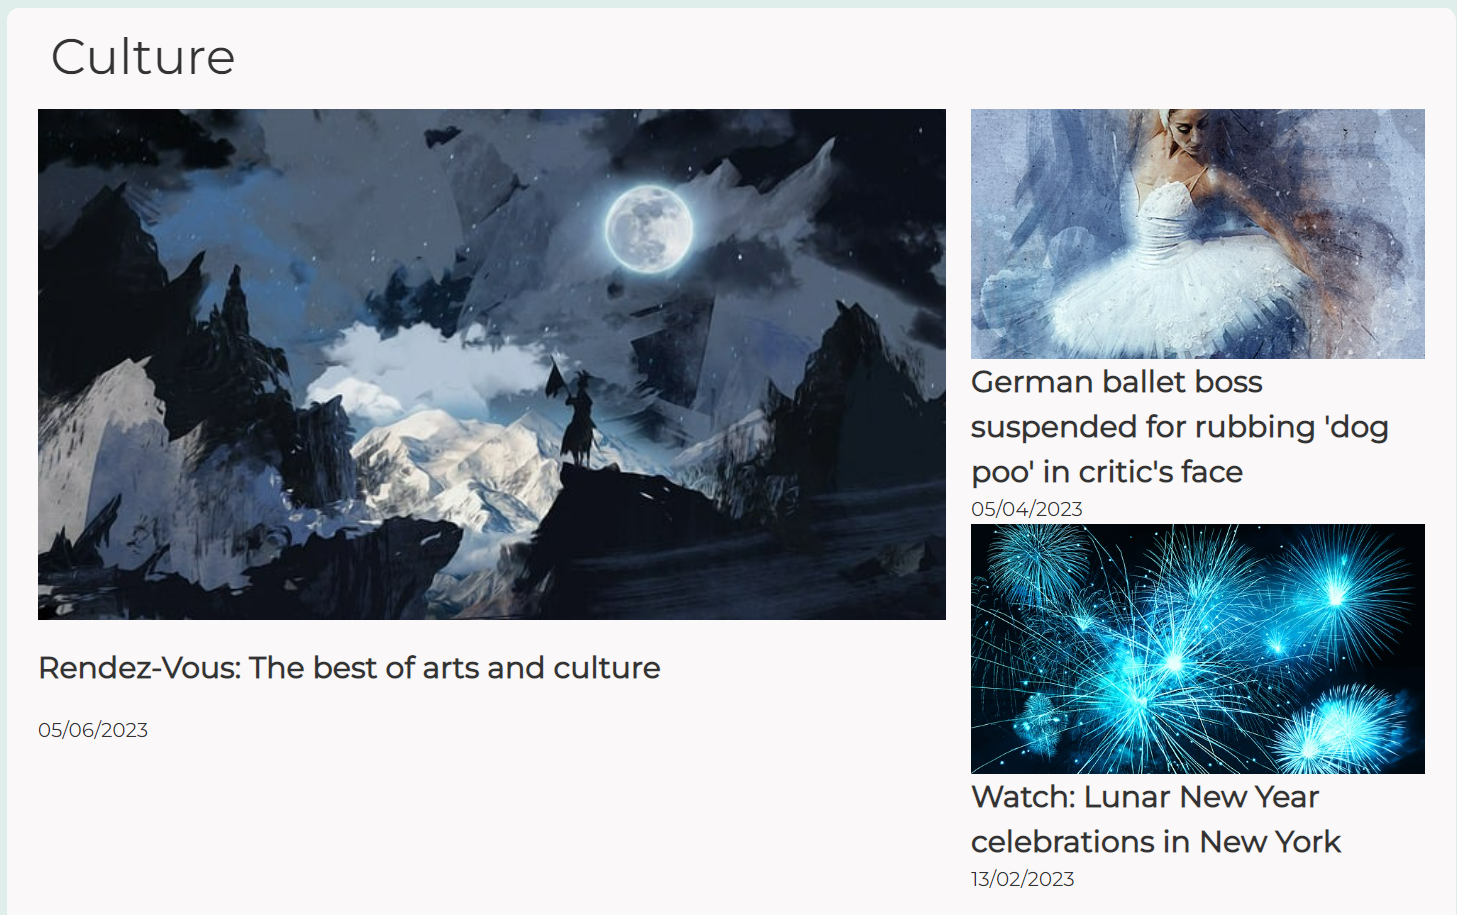 Culture
Rendez-Vous: The best of arts and culture
05/06/2023
German ballet boss
suspended for rubbing 'dog
poo' in critic's face
05/04/2023
Watch: Lunar New Year
celebrations in New York
13/02/2023